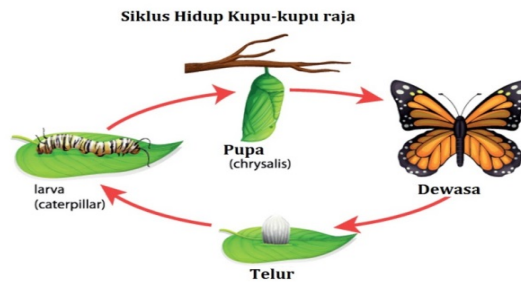 Siklus Hidup Kupu-kupu raja
Pupa
(chrysalis)
larva
(caterpillar)
Dewasa
Telur